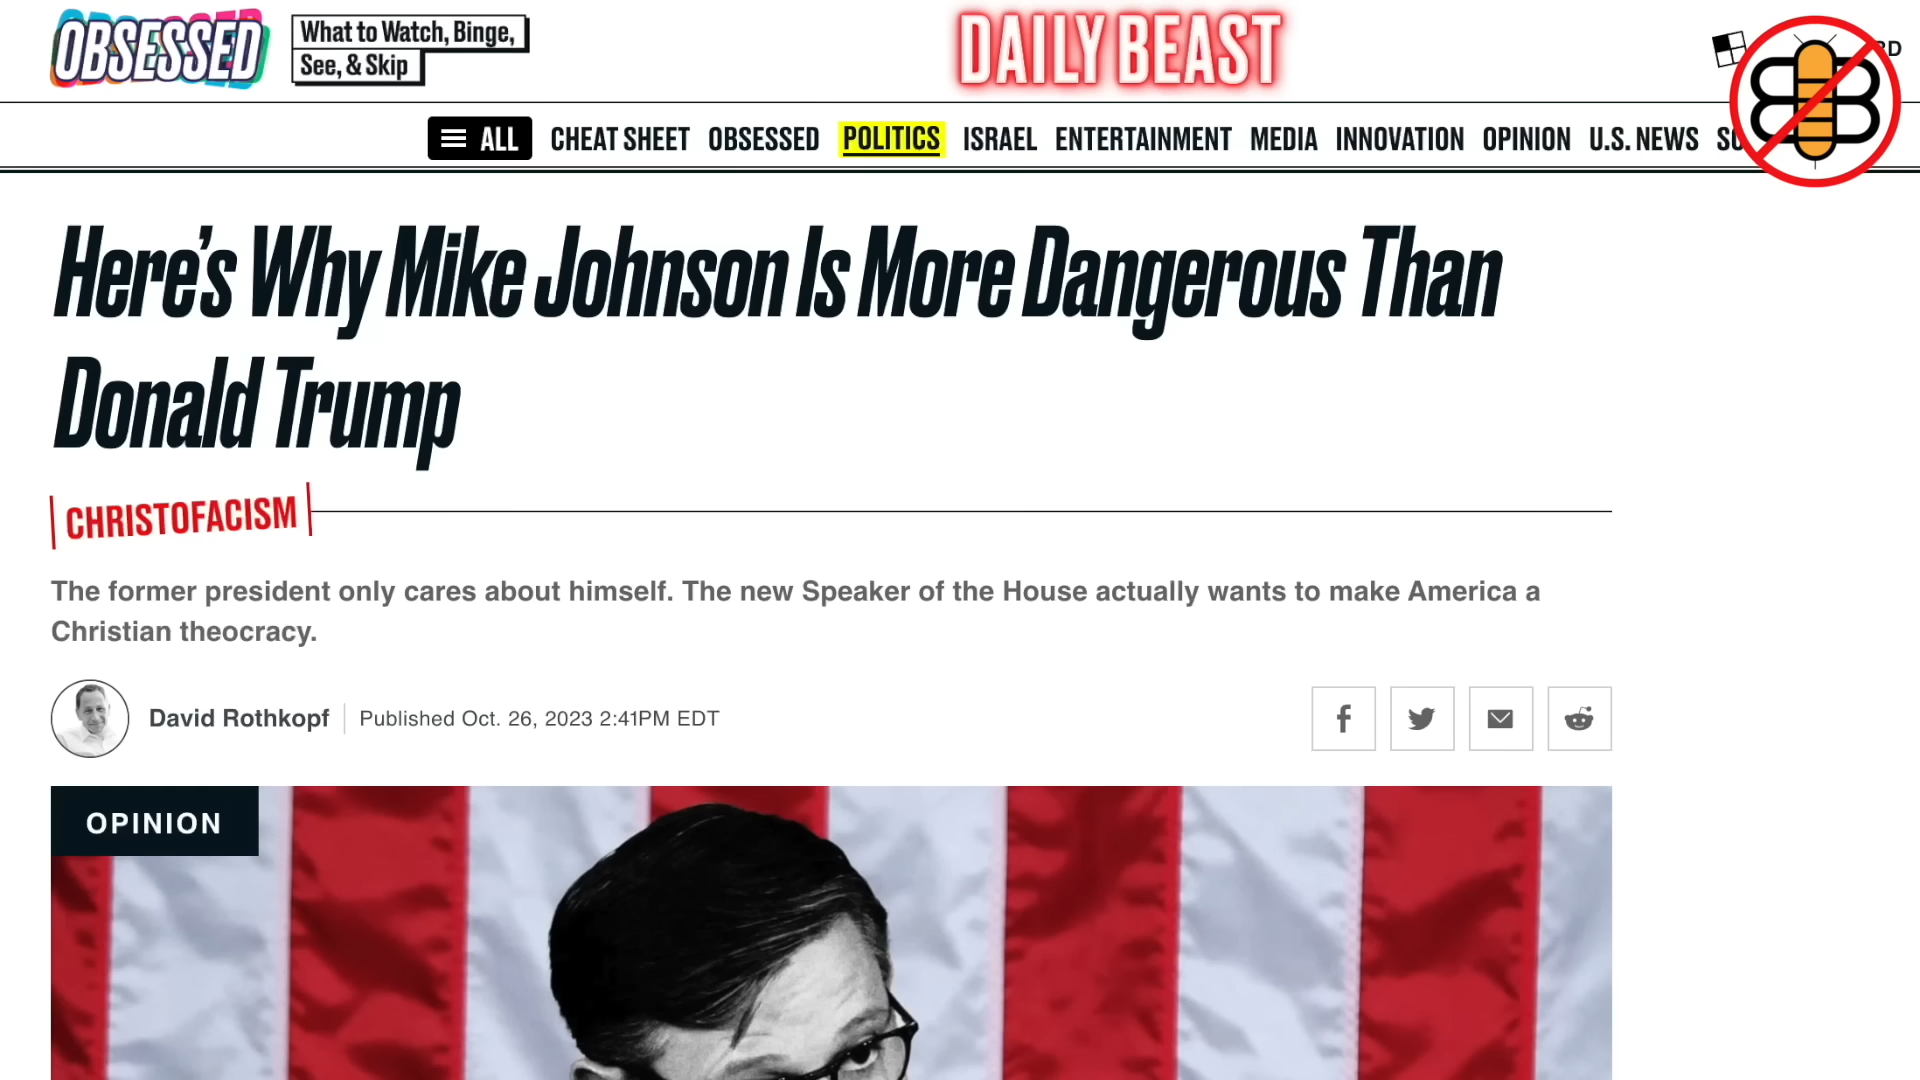 OBSESSED
What to Watch, Binge,
See, & Skip
DAILY BEAST
RD
ALL CHEAT SHEET OBSESSED POLITICS ISRAEL ENTERTAINMENT MEDIA INNOVATION OPINION U.S. NEWS
Here's Why Mike Johnson Is More Dangerous Than
Donald Trump
CHRISTOFACISM
The former president only cares about himself. The new Speaker of the House actually wants to make America a
Christian theocracy.
David Rothkopf Published Oct. 26, 2023 2:41PM EDT
OPINION